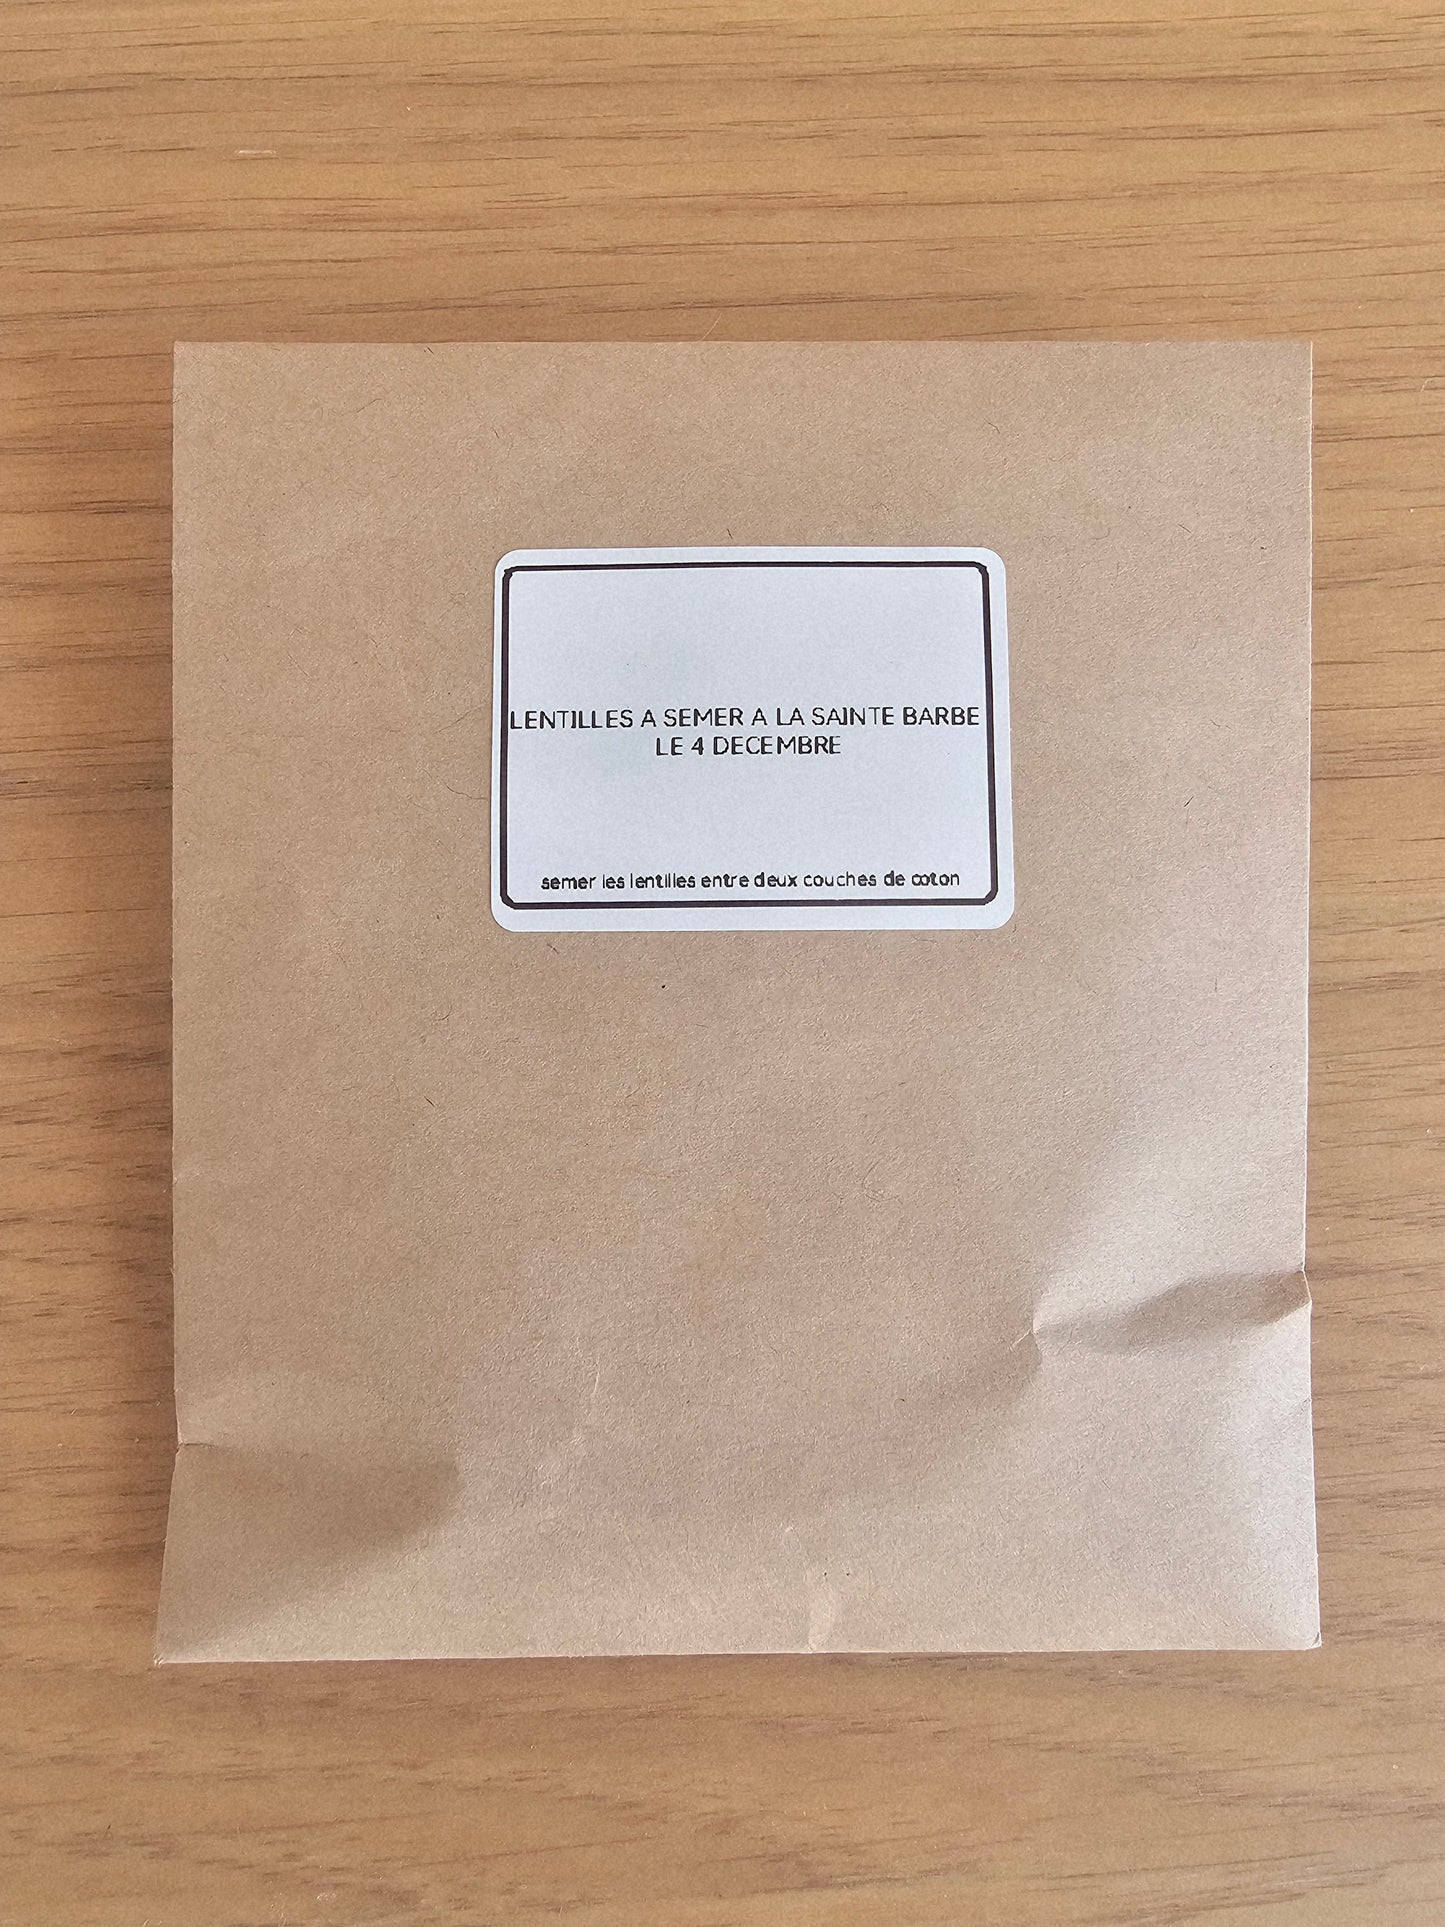 LENTILLES A SEMER A LA SAINTE BARBE
LE 4 DECEMBRE
semer les lentilles entre deux couches de coton